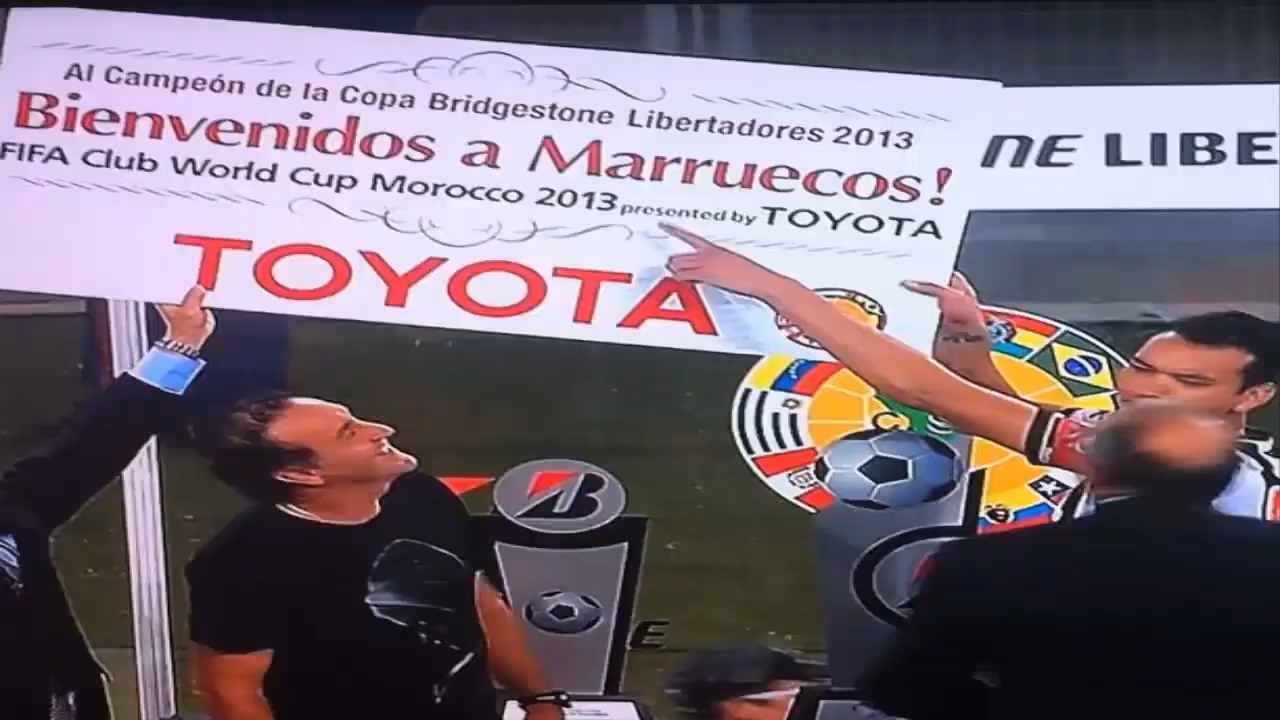 Al Campeón de la Copa Bridgestone Libertadores 2013
Bienvenidos a Marruecos!
FIFA Club World Cup Morocco 2013 presented by TOYOTA
TOYOTA
NE LIBE
B
E